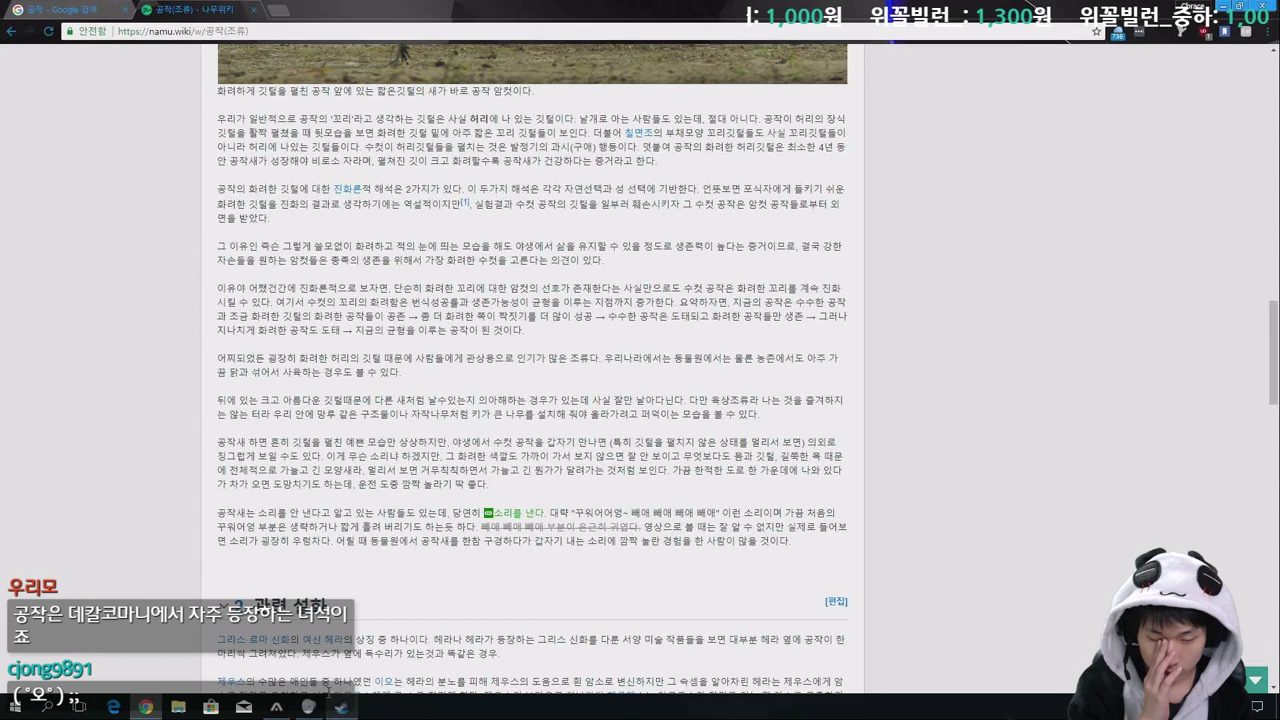 공작 - Google 검색
공작(조류) - 나무위키
l: 1,000원 위꼴빌런_: 1,300원 위꼴빌런_중하: 1,00
안전함
https://namu.wiki/w/공작(조류)
736
화려하게 깃털을 펼친 공작 앞에 있는 짧은깃털의 새가 바로 공작 암컷이다.
우리가 일반적으로 공작의 '꼬리'라고 생각하는 깃털은 사실 허리에 나 있는 깃털이다. 날개로 아는 사람들도 있는데, 절대 아니다. 공작이 허리의 장식
깃털을 활짝 펼쳤을 때 뒷모습을 보면 화려한 깃털 밑에 아주 짧은 꼬리 깃털들이 보인다. 더불어 칠면조의 부채모양 꼬리깃털들도 사실 꼬리깃털들이
아니라 허리에 나있는 깃털들이다. 수컷이 허리깃털들을 펼치는 것은 발정기의 과시(구애) 행동이다. 덧붙여 공작의 화려한 허리깃털은 최소한 4년 동
안 공작새가 성장해야 비로소 자라며, 펼쳐진 깃이 크고 화려할수록 공작새가 건강하다는 증거라고 한다.
공작의 화려한 깃털에 대한 진화론적 해석은 2가지가 있다. 이 두가지 해석은 각각 자연선택과 성 선택에 기반한다. 언뜻보면 포식자에게 들키기 쉬운
화려한 깃털을 진화의 결과로 생각하기에는 역설적이지만[1], 실험결과 수컷 공작의 깃털을 일부러 훼손시키자 그 수컷 공작은 암컷 공작들로부터 외
면을 받았다.
그 이유인 즉슨 그렇게 쓸모없이 화려하고 적의 눈에 띄는 모습을 해도 야생에서 삶을 유지할 수 있을 정도로 생존력이 높다는 증거이므로, 결국 강한
자손들을 원하는 암컷들은 종족의 생존을 위해서 가장 화려한 수컷을 고른다는 의견이 있다.
이유야 어쨌건간에 진화론적으로 보자면, 단순히 화려한 꼬리에 대한 암컷의 선호가 존재한다는 사실만으로도 수컷 공작은 화려한 꼬리를 계속 진화
시킬 수 있다. 여기서 수컷의 꼬리의 화려함은 번식성공률과 생존가능성이 균형을 이루는 지점까지 증가한다. 요약하자면, 지금의 공작은 수수한 공작
과 조금 화려한 깃털의 화려한 공작들이 공존 → 좀 더 화려한 쪽이 짝짓기를 더 많이 성공 → 수수한 공작은 도태되고 화려한 공작들만 생존 → 그러나
지나치게 화려한 공작도 도태 → 지금의 균형을 이루는 공작이 된 것이다.
어찌되었든 굉장히 화려한 허리의 깃털 때문에 사람들에게 관상용으로 인기가 많은 조류다. 우리나라에서는 동물원에서는 물론 농촌에서도 아주 가
끔 닭과 섞어서 사육하는 경우도 볼 수 있다.
뒤에 있는 크고 아름다운 깃털때문에 다른 새처럼 날수있는지 의아해하는 경우가 있는데 사실 잘만 날아다닌다. 다만 육상조류라 나는 것을 즐겨하지
는 않는 터라 우리 안에 망루 같은 구조물이나 자작나무처럼 키가 큰 나무를 설치해 줘야 올라가려고 퍼덕이는 모습을 볼 수 있다.
공작새 하면 흔히 깃털을 펼친 예쁜 모습만 상상하지만, 야생에서 수컷 공작을 갑자기 만나면 (특히 깃털을 펼치지 않은 상태를 멀리서 보면) 의외로
징그럽게 보일 수도 있다. 이게 무슨 소리냐 하겠지만, 그 화려한 색깔도 가까이 가서 보지 않으면 잘 안 보이고 무엇보다도 몸과 깃털, 길쭉한 목 때문
에 전체적으로 가늘고 긴 모양새라, 멀리서 보면 거무칙칙하면서 가늘고 긴 뭔가가 달려가는 것처럼 보인다. 가끔 한적한 도로 한 가운데에 나와 있다
가 차가 오면 도망치기도 하는데, 운전 도중 깜짝 놀라기 딱 좋다.
공작새는 소리를 안 낸다고 알고 있는 사람들도 있는데, 당연히 소리를 낸다. 대략 "꾸워어어엉~ 빼애 빼애 빼애 빼애" 이런 소리이며 가끔 처음의
꾸워어엉 부분은 생략하거나 짧게 흘려 버리기도 하는듯 하다. 빼애 빼애 빼애 부분이 은근히 귀엽다. 영상으로 볼 때는 잘 알 수 없지만 실제로 들어보
면 소리가 굉장히 우렁차다. 어릴 때 동물원에서 공작새를 한참 구경하다가 갑자기 내는 소리에 깜짝 놀란 경험을 한 사람이 많을 것이다.
우리모
3. 관련 설화
[편집]
공작은 데칼코마니에서 자주 등장하는 녀석이
죠
그리스 로마 신화의 여신 헤라의 상징 중 하나이다. 헤라나 헤라가 등장하는 그리스 신화를 다룬 서양 미술 작품들을 보면 대부분 헤라 옆에 공작이 한
마리씩 그려져있다. 제우스가 옆에 독수리가 있는것과 똑같은 경우.
cjong9891
제우스의 수많은 애인들 중 하나였던 이오는 헤라의 분노를 피해 제우스의 도움으로 흰 암소로 변신하지만 그 속셈을 알아차린 헤라는 제우스에게 암
( ˚오˚ ) ;;